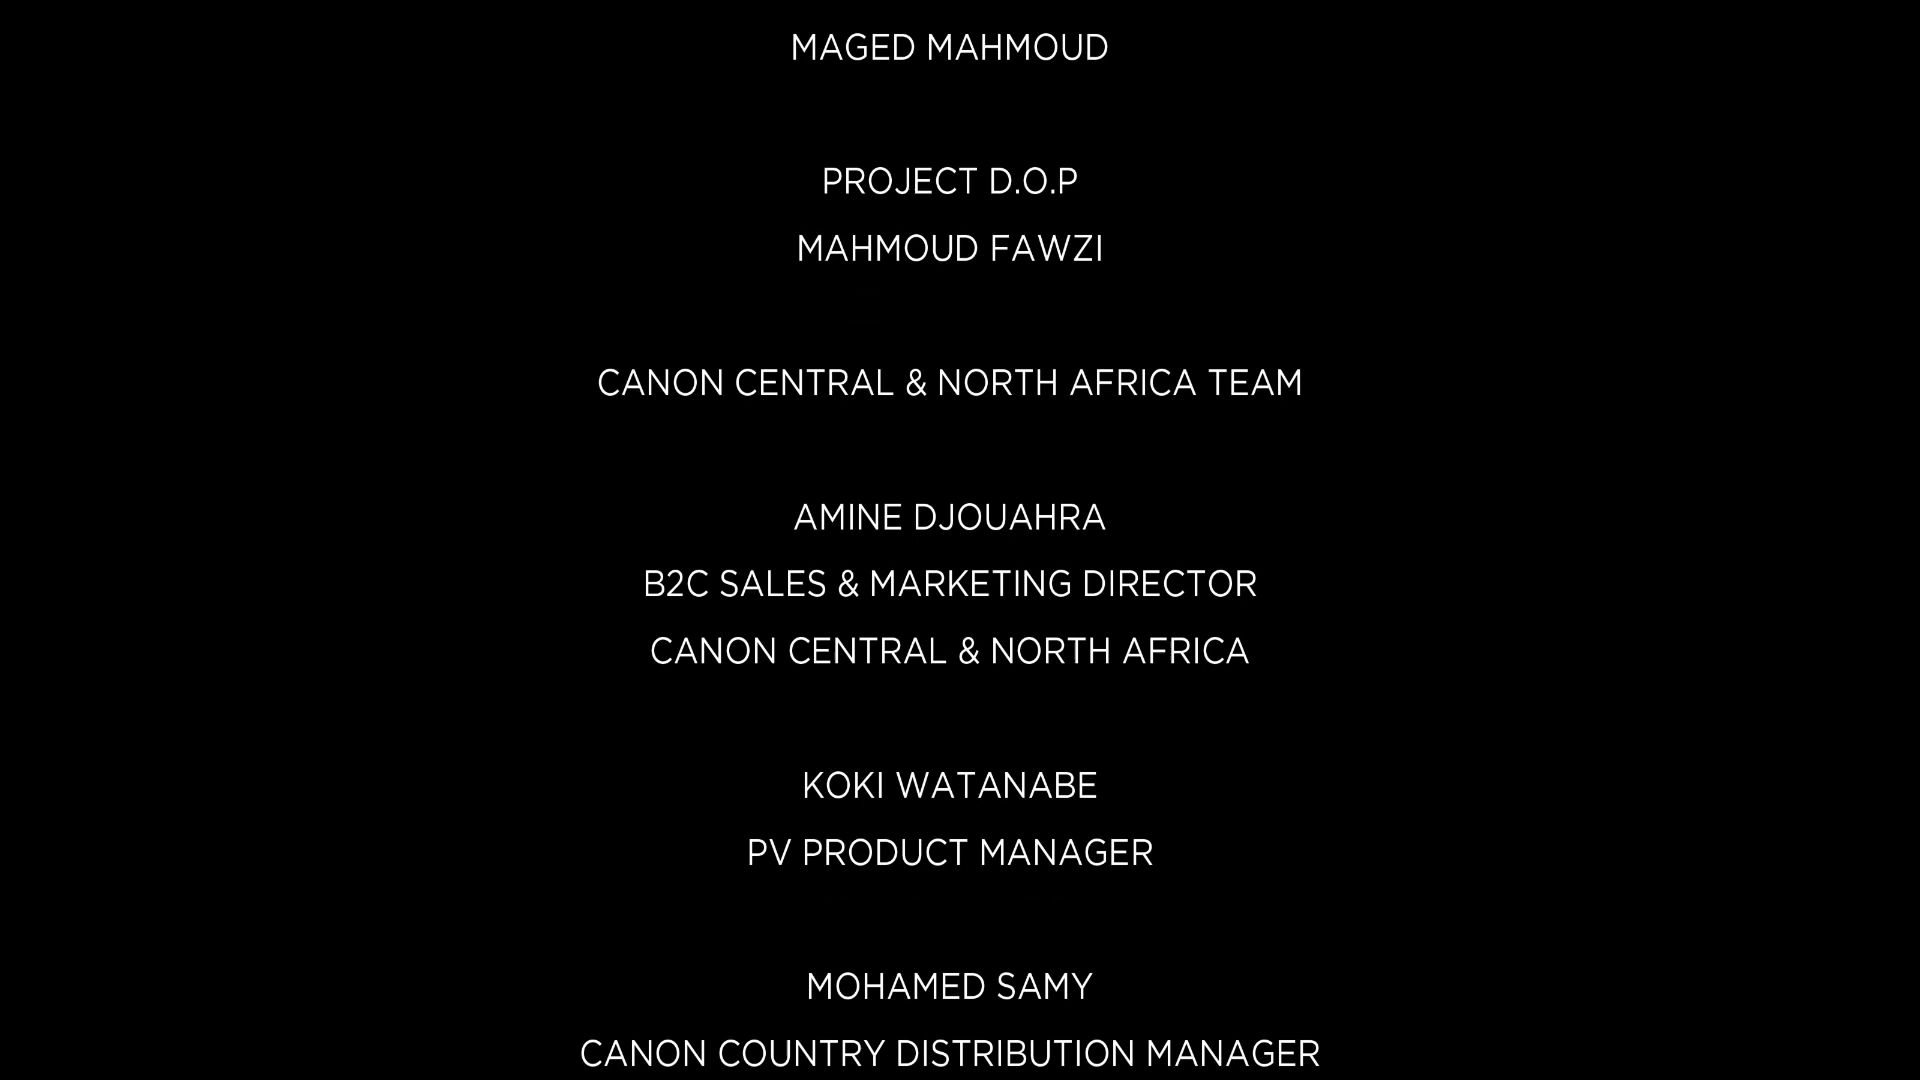 MAGED MAHMOUD
PROJECT D.O.P
MAHMOUD FAWZI
CANON CENTRAL & NORTH AFRICA TEAM
AMINE DJOUAHRA
B2C SALES & MARKETING DIRECTOR
CANON CENTRAL & NORTH AFRICA
KOKI WATANABE
PV PRODUCT MANAGER
MOHAMED SAMY
CANON COUNTRY DISTRIBUTION MANAGER